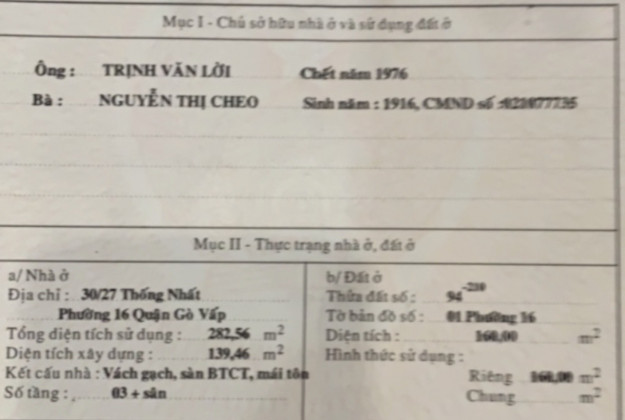 Mục I - Chủ sở hữu nhà ở và sử dụng đất ở
Ông : TRỊNH VĂN LỜI Chết năm 1976
Bà : NGUYỄN THỊ CHEO Sinh năm : 1916, CMND số :
Mục II - Thực trạng nhà ở, đất ở
a/ Nhà ở
Địa chỉ : 30/27 Thống Nhất
Phường 16 Quận Gò Vấp
Tổng diện tích sử dụng : 282,56 m²
Diện tích xây dựng : 139,46 m²
Kết cấu nhà : Vách gạch, sàn BTCT, mái tôn
Số tầng : 03 + sân
b/ Đất ở
Thửa đất số : 94
Tờ bản đồ số : 01 Phường 16
Diện tích : 160,00 m²
Hình thức sử dụng :
Riêng 160,00 m²
Chung m²